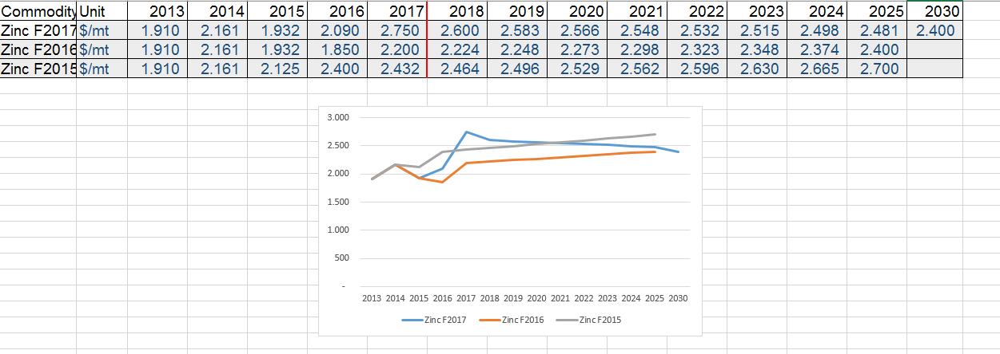 Commodity Unit 2013 2014 2015 2016 2017 2018 2019 2020 2021 2022 2023 2024 2025 2030
Zinc F2017 $/mt 1.910 2.161 1.932 2.090 2.750 2.600 2.583 2.566 2.548 2.532 2.515 2.498 2.481 2.400
Zinc F2016 $/mt 1.910 2.161 1.932 1.850 2.200 2.224 2.248 2.273 2.298 2.323 2.348 2.374 2.400
Zinc F2015 $/mt 1.910 2.161 2.125 2.400 2.432 2.464 2.496 2.529 2.562 2.596 2.630 2.665 2.700
3.000
2.500
2.000
1.500
1.000
500
-
2013 2014 2015 2016 2017 2018 2019 2020 2021 2022 2023 2024 2025 2030
Zinc F2017 Zinc F2016 Zinc F2015